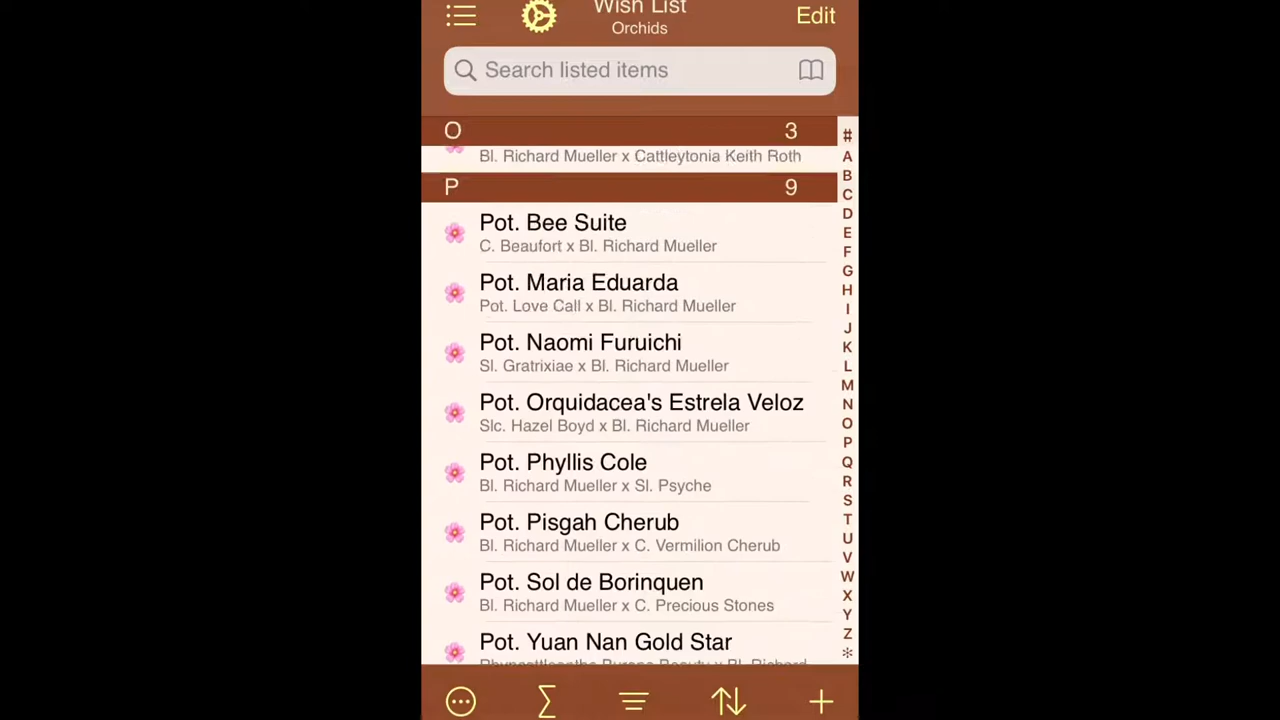 Wish List
Edit
Orchids
Search listed items
O 3
Bl. Richard Mueller x Cattleytonia Keith Roth
P 9
Pot. Bee Suite
C. Beaufort x Bl. Richard Mueller
Pot. Maria Eduarda
Pot. Love Call x Bl. Richard Mueller
Pot. Naomi Furuichi
Sl. Gratrixiae x Bl. Richard Mueller
Pot. Orquidacea's Estrela Veloz
Slc. Hazel Boyd x Bl. Richard Mueller
Pot. Phyllis Cole
Bl. Richard Mueller x Sl. Psyche
Pot. Pisgah Cherub
Bl. Richard Mueller x C. Vermilion Cherub
Pot. Sol de Borinquen
Bl. Richard Mueller x C. Precious Stones
Pot. Yuan Nan Gold Star
#
A
B
C
D
E
F
G
H
I
J
K
L
M
N
O
P
Q
R
S
T
U
V
W
X
Y
Z
*